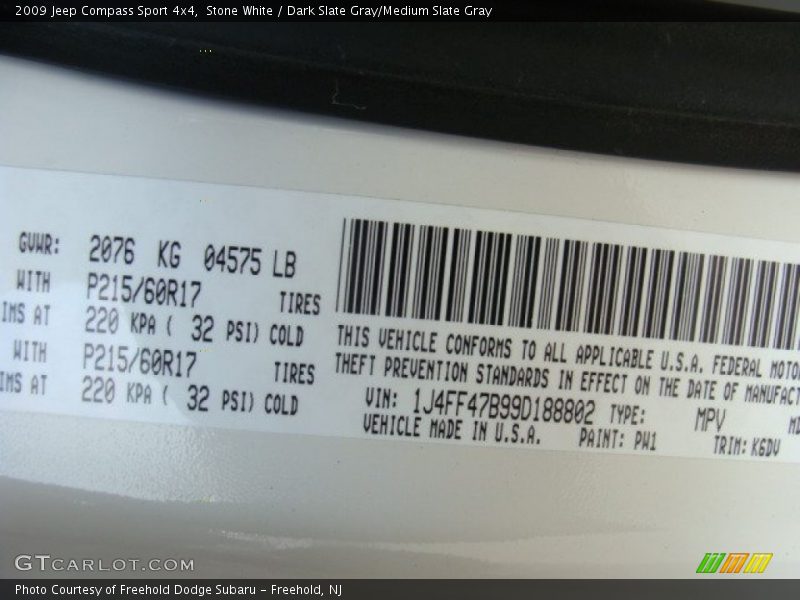 2009 Jeep Compass Sport 4x4, Stone White / Dark Slate Gray/Medium Slate Gray
GVWR: 2076 KG 04575 LB
WITH P215/60R17 TIRES
IMS AT 220 KPA ( 32 PSI) COLD
WITH P215/60R17 TIRES
IMS AT 220 KPA ( 32 PSI) COLD
THIS VEHICLE CONFORMS TO ALL APPLICABLE U.S.A. FEDERAL MOTO
THEFT PREVENTION STANDARDS IN EFFECT ON THE DATE OF MANUFACT
VIN: 1J4FF47B99D188802 TYPE: MPV
VEHICLE MADE IN U.S.A. PAINT: PW1 TRIM: K6DV
GTCARLOT.COM
Photo Courtesy of Freehold Dodge Subaru – Freehold, NJ